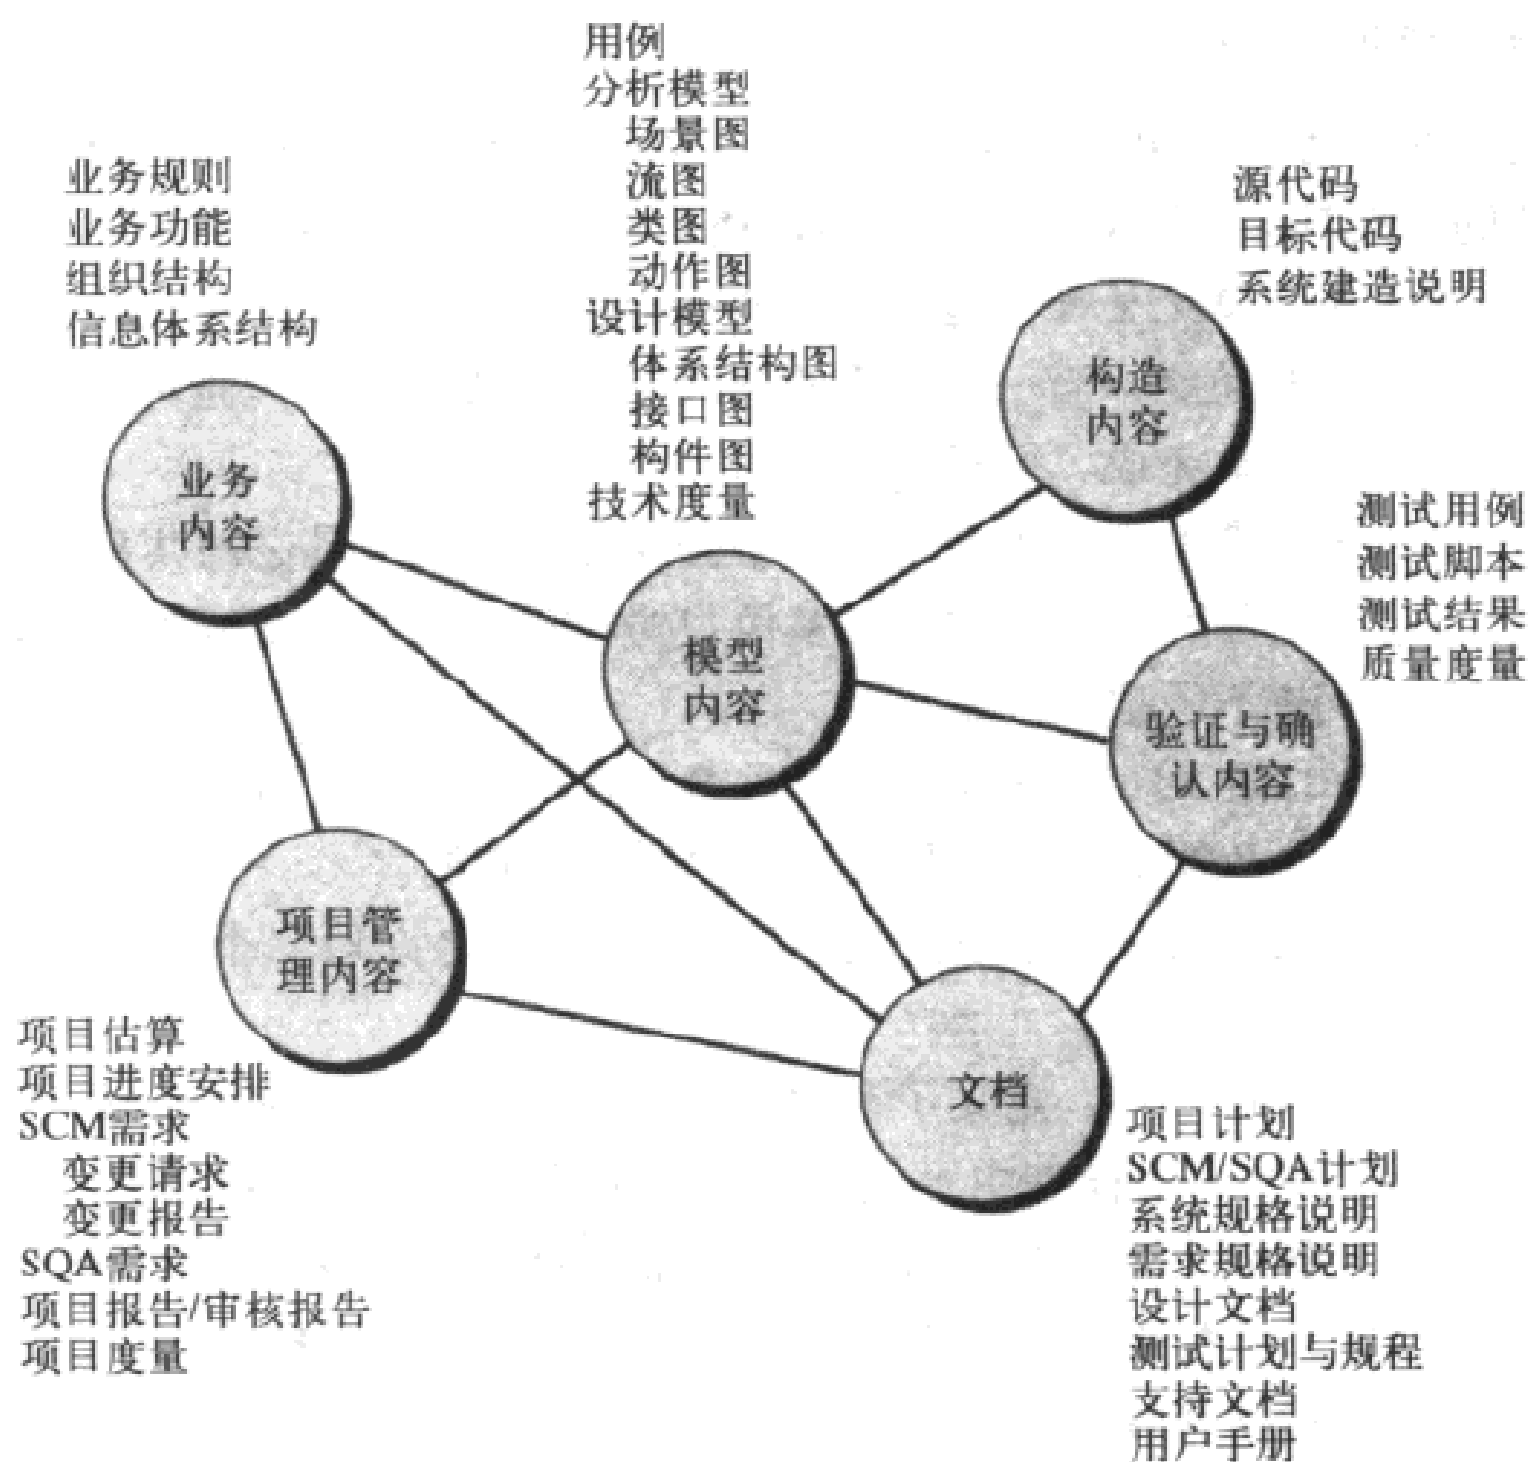 用例
分析模型
场景图
流图
类图
动作图
设计模型
体系结构图
接口图
构件图
技术度量
业务规则
业务功能
组织结构
信息体系结构
源代码
目标代码
系统建造说明
构造
内容
业务
内容
测试用例
测试脚本
测试结果
质量度量
模型
内容
验证与确
认内容
项目管
理内容
文档
项目估算
项目进度安排
SCM需求
变更请求
变更报告
SQA需求
项目报告/审核报告
项目度量
项目计划
SCM/SQA计划
系统规格说明
需求规格说明
设计文档
测试计划与规程
支持文档
用户手册